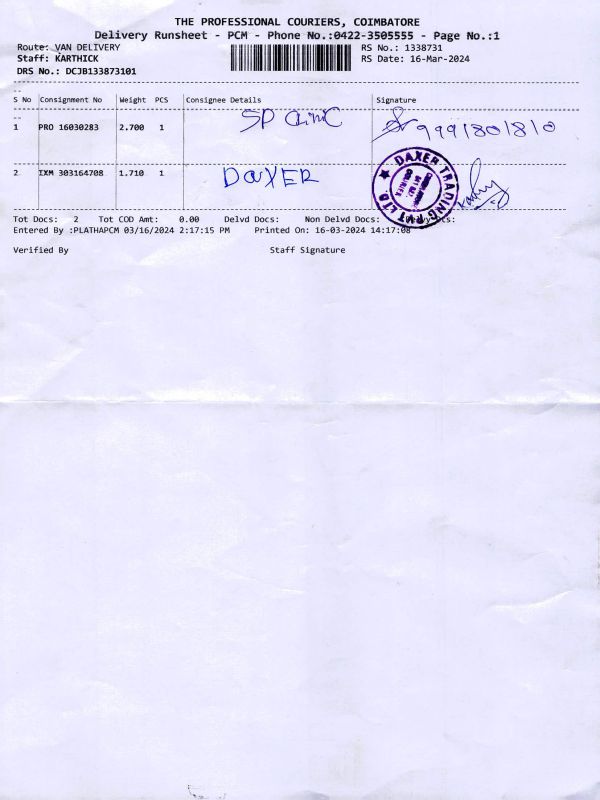 THE PROFESSIONAL COURIERS, COIMBATORE
Delivery Runsheet - PCM - Phone No.:0422-3505555 - Page No.:1
Route: VAN DELIVERY RS No.: 1338731
Staff: KARTHICK RS Date: 16-Mar-2024
DRS No.: DCJB133873101
S No Consignment No Weight PCS Consignee Details Signature
1 PRO 16030283 2.700 1 SP Clinic 9991801810
2 IXM 303164708 1.710 1 DAXER
DAXER TRADING PVT LTD
Tot Docs: 2 Tot COD Amt: 0.00 Delvd Docs: Non Delvd Docs:
Entered By :PLATHAPCM 03/16/2024 2:17:15 PM Printed On: 16-03-2024 14:17:08
Verified By Staff Signature